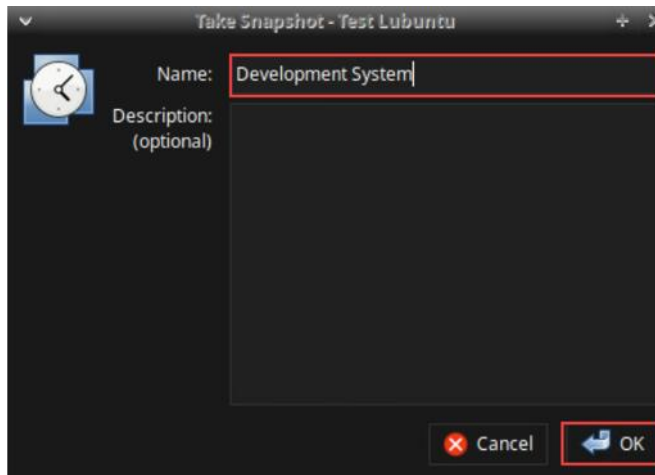 Take Snapshot - Test Lubuntu
Name: Development System
Description:
(optional)
Cancel OK